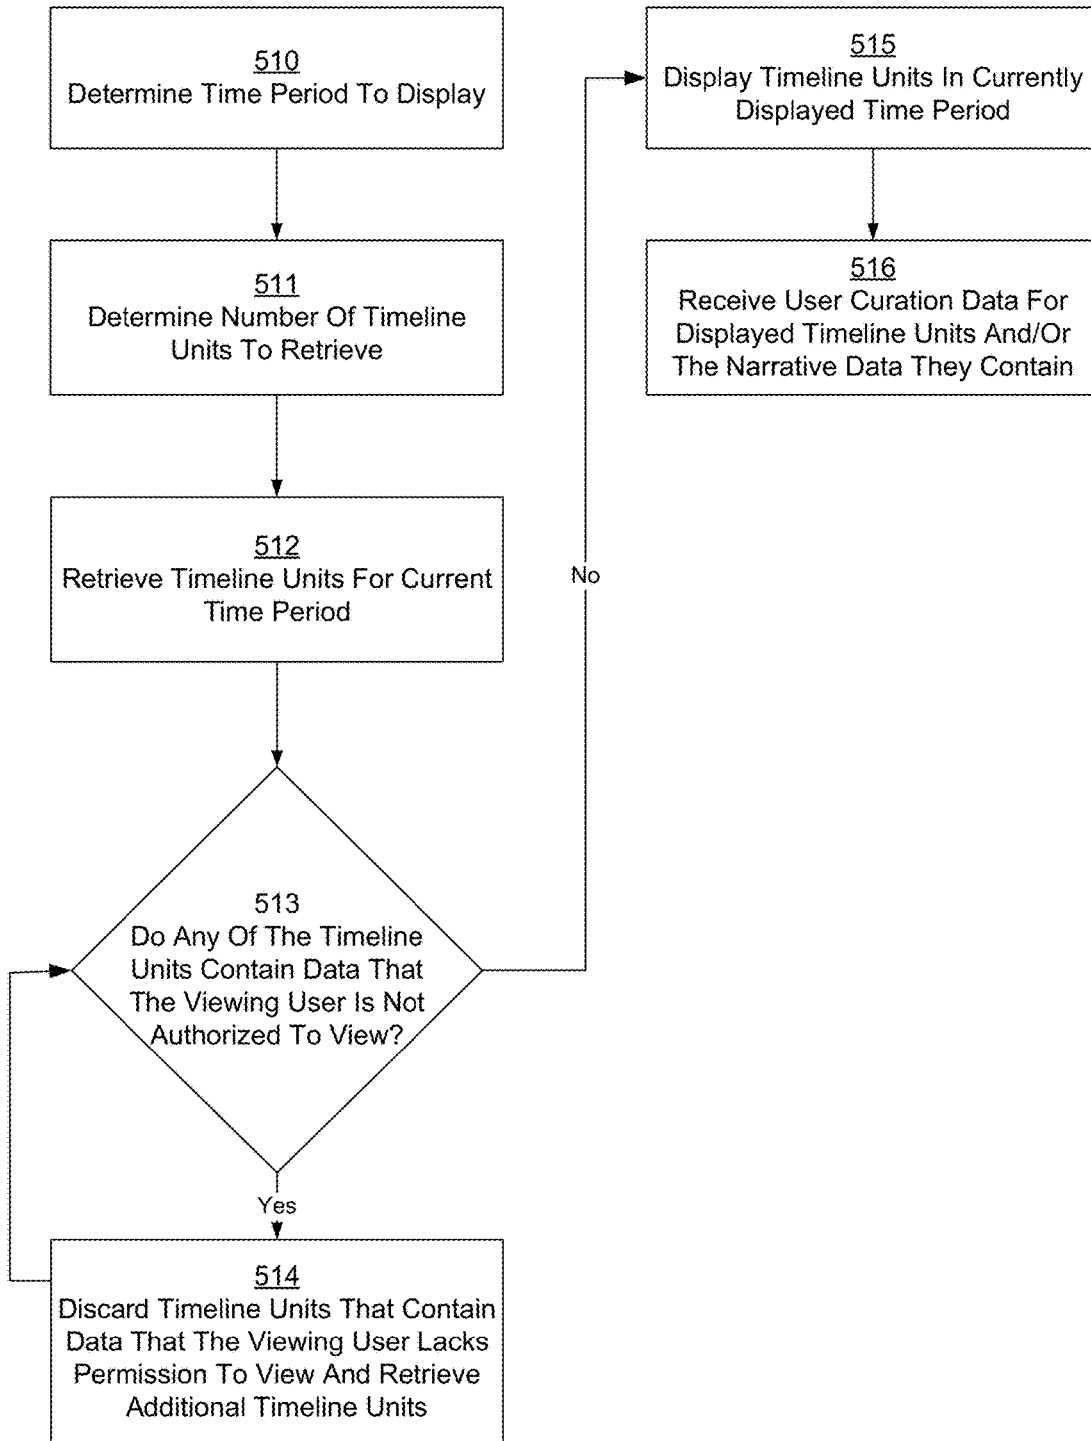 510
Determine Time Period To Display
511
Determine Number Of Timeline
Units To Retrieve
512
Retrieve Timeline Units For Current
Time Period
513
Do Any Of The Timeline
Units Contain Data That
The Viewing User Is Not
Authorized To View?
Yes
514
Discard Timeline Units That Contain
Data That The Viewing User Lacks
Permission To View And Retrieve
Additional Timeline Units
No
515
Display Timeline Units In Currently
Displayed Time Period
516
Receive User Curation Data For
Displayed Timeline Units And/Or
The Narrative Data They Contain